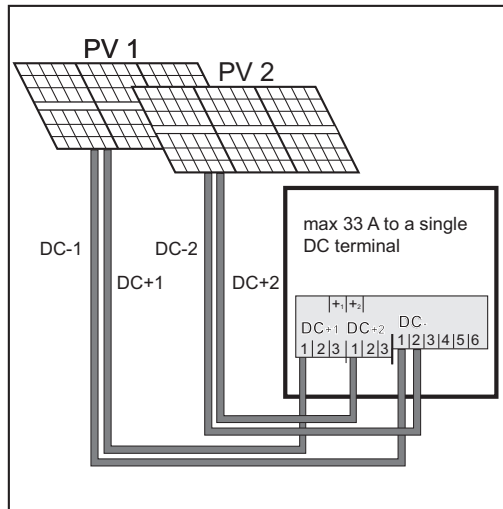 PV 1
PV 2
DC-1
DC+1
DC-2
DC+2
max 33 A to a single
DC terminal
+1 +2
DC+1 DC+2 DC-
1 2 3 1 2 3 1 2 3 4 5 6